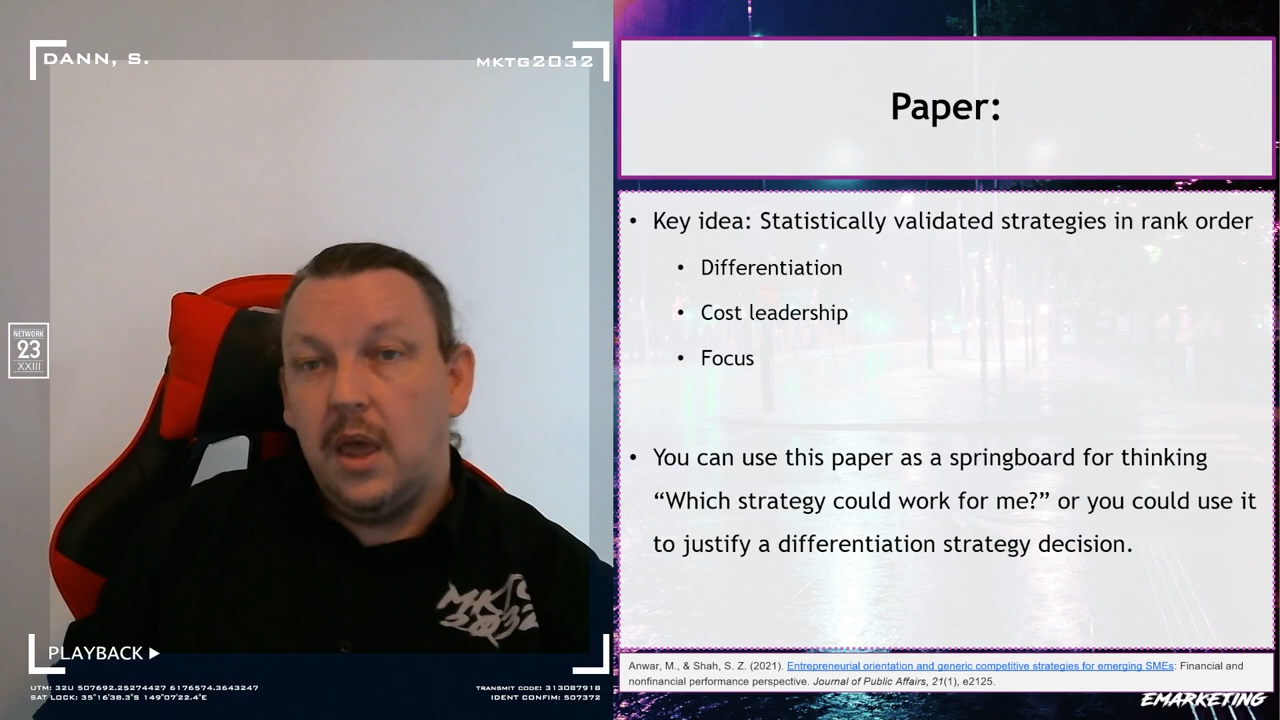 DANN, S.
MKTG2032
NETWORK
23
XXIII
MKTG
2032
PLAYBACK
UTM: 32U 507692.25274427 6176574.3643247
SAT LOCK: 35°16'38.3"S 149°07'22.4"E
TRANSMIT CODE: 313087918
IDENT CONFIM: 507372
Paper:
• Key idea: Statistically validated strategies in rank order
• Differentiation
• Cost leadership
• Focus
• You can use this paper as a springboard for thinking
“Which strategy could work for me?” or you could use it
to justify a differentiation strategy decision.
Anwar, M., & Shah, S. Z. (2021). Entrepreneurial orientation and generic competitive strategies for emerging SMEs: Financial and
nonfinancial performance perspective. Journal of Public Affairs, 21(1), e2125.
EMARKETING